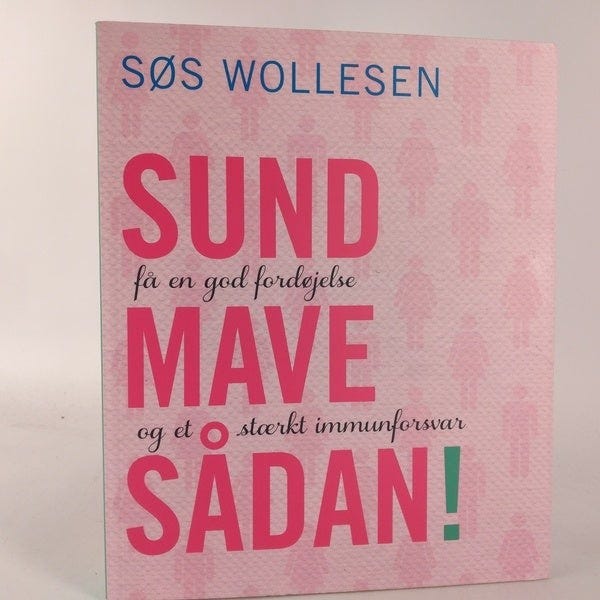 SØS WOLLESEN
SUND
få en god fordøjelse
MAVE
og et stærkt immunforsvar
SÅDAN!